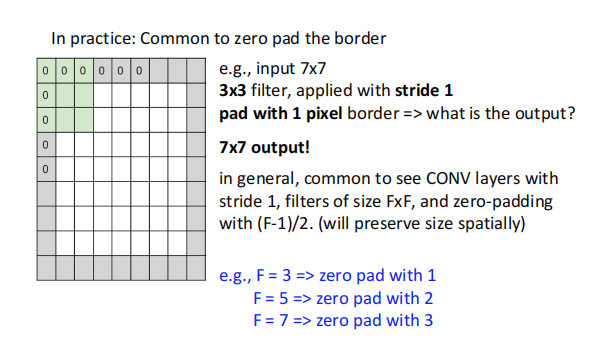 In practice: Common to zero pad the border
0 0 0 0 0 0
0
0
0
0
e.g., input 7x7
3x3 filter, applied with stride 1
pad with 1 pixel border => what is the output?
7x7 output!
in general, common to see CONV layers with
stride 1, filters of size FxF, and zero-padding
with (F-1)/2. (will preserve size spatially)
e.g., F = 3 => zero pad with 1
F = 5 => zero pad with 2
F = 7 => zero pad with 3